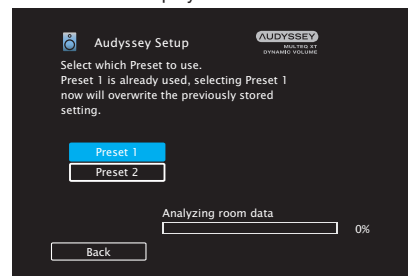 Audyssey Setup
AUDYSSEY
MULTEQ XT
DYNAMIC VOLUME
Select which Preset to use.
Preset 1 is already used, selecting Preset 1
now will overwrite the previously stored
setting.
Preset 1
Preset 2
Analyzing room data
0%
Back